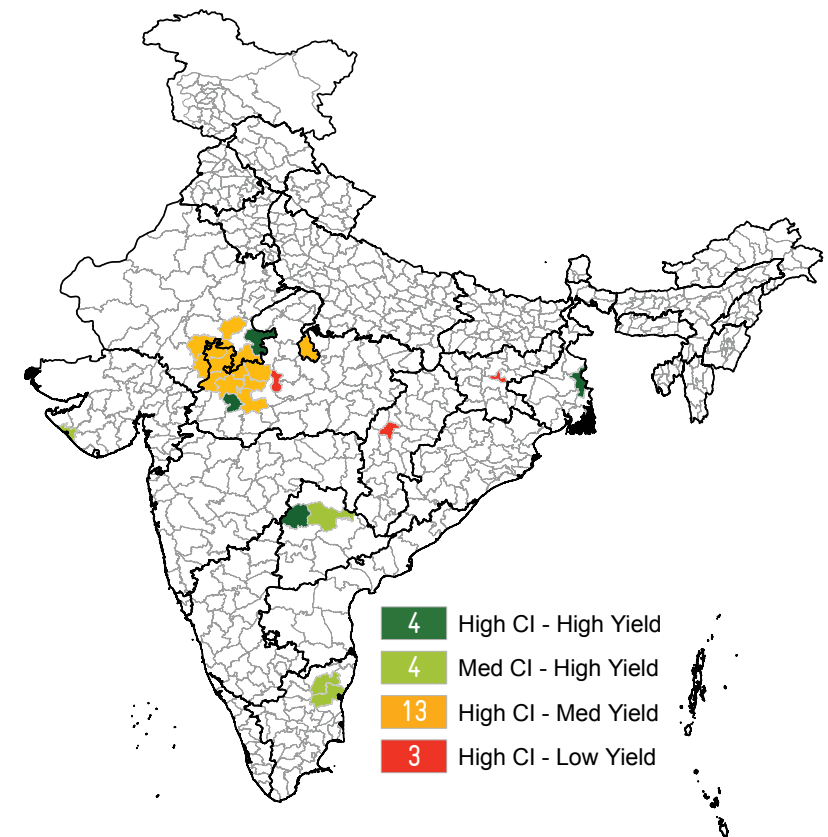 4 High CI - High Yield
4 Med CI - High Yield
13 High CI - Med Yield
3 High CI - Low Yield